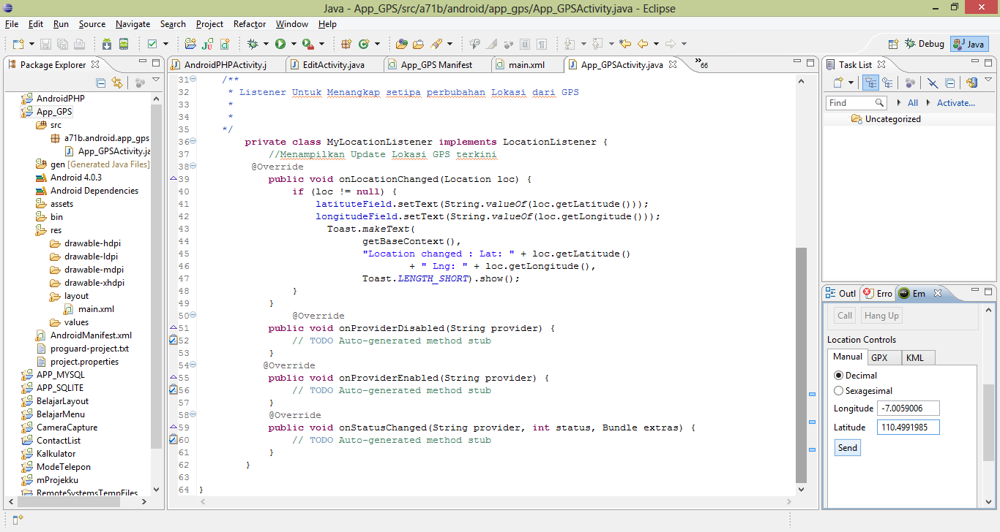 Java - App_GPS/src/a71b/android/app_gps/App_GPSActivity.java - Eclipse
File Edit Run Source Navigate Search Project Refactor Window Help
Debug Java
Package Explorer
AndroidPHP
App_GPS
src
a71b.android.app_gps
App_GPSActivity.ja
gen [Generated Java Files]
Android 4.0.3
Android Dependencies
assets
bin
res
drawable-hdpi
drawable-ldpi
drawable-mdpi
drawable-xhdpi
layout
main.xml
values
AndroidManifest.xml
proguard-project.txt
project.properties
APP_MYSQL
APP_SQLITE
BelajarLayout
BelajarMenu
CameraCapture
ContactList
Kalkulator
ModeTelepon
mProjekku
RemoteSystemsTempFiles
AndroidPHPActivity.j EditActivity.java App_GPS Manifest main.xml App_GPSActivity.java »66
31 /**
32 * Listener Untuk Menangkap setipa perbubahan Lokasi dari GPS
33 *
34 *
35 */
36 private class MyLocationListener implements LocationListener {
37 //Menampilkan Update Lokasi GPS terkini
38 @Override
39 public void onLocationChanged(Location loc) {
40 if (loc != null) {
41 latituteField.setText(String.valueOf(loc.getLatitude()));
42 longitudeField.setText(String.valueOf(loc.getLongitude()));
43 Toast.makeText(
44 getBaseContext(),
45 "Location changed : Lat: " + loc.getLatitude()
46 + " Lng: " + loc.getLongitude(),
47 Toast.LENGTH_SHORT).show();
48 }
49 }
50 @Override
51 public void onProviderDisabled(String provider) {
52 // TODO Auto-generated method stub
53 }
54 @Override
55 public void onProviderEnabled(String provider) {
56 // TODO Auto-generated method stub
57 }
58 @Override
59 public void onStatusChanged(String provider, int status, Bundle extras) {
60 // TODO Auto-generated method stub
61 }
62 }
63
64 }
Task List
Find All Activate...
Uncategorized
Outl Erro Em
Call Hang Up
Location Controls
Manual GPX KML
Decimal
Sexagesimal
Longitude -7.0059006
Latitude 110.4991985
Send